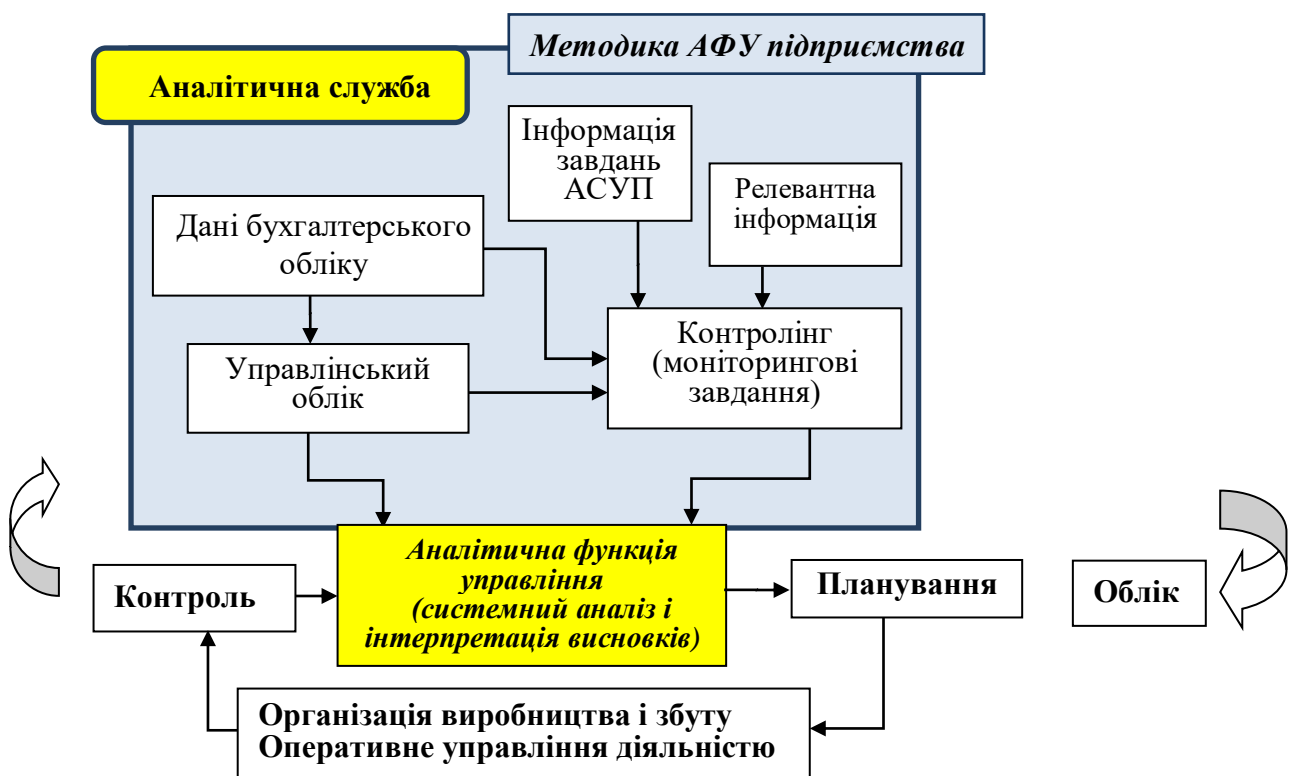 Методика АФУ підприємства
Аналітична служба
Інформація
завдань
АСУП
Релевантна
інформація
Дані бухгалтерського
обліку
Управлінський
облік
Контролінг
(моніторингові
завдання)
Аналітична функція
управління
(системний аналіз і
інтерпретація висновків)
Контроль
Планування
Облік
Організація виробництва і збуту
Оперативне управління діяльністю